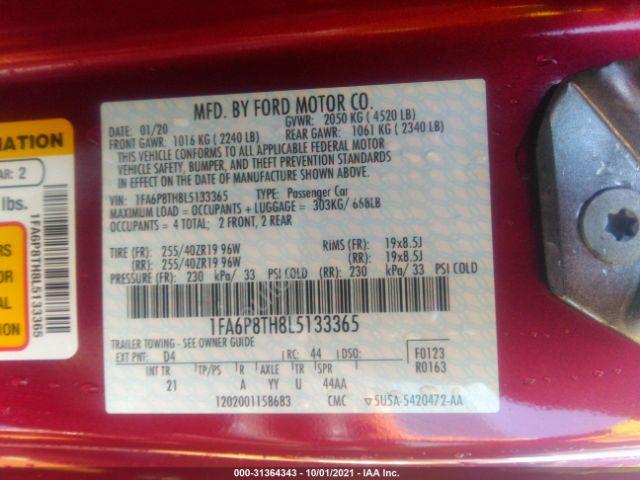 MFD. BY FORD MOTOR CO.
DATE: 01/20 GVWR: 2050 KG ( 4520 LB)
FRONT GAWR: 1016 KG ( 2240 LB) REAR GAWR: 1061 KG ( 2340 LB)
THIS VEHICLE CONFORMS TO ALL APPLICABLE FEDERAL MOTOR
VEHICLE SAFETY, BUMPER, AND THEFT PREVENTION STANDARDS
IN EFFECT ON THE DATE OF MANUFACTURE SHOWN ABOVE.
VIN: 1FA6P8TH8L5133365 TYPE: Passenger Car
MAXIMUM LOAD = OCCUPANTS + LUGGAGE = 303KG/ 668LB
OCCUPANTS = 4 TOTAL; 2 FRONT, 2 REAR
TIRE (FR): 255/40ZR19 96W RIMS (FR): 19x8.5J
(RR): 255/40ZR19 96W (RR): 19x8.5J
PRESSURE (FR): 230 kPa/ 33 PSI COLD (RR): 230 kPa/ 33 PSI COLD
1FA6P8TH8L5133365
TRAILER TOWING - SEE OWNER GUIDE
EXT PNT: D4 RC: 44 DSO: F0123
R0163
INT TR TP/PS R AXLE TR SPR
21 A YY U 44AA
1202001158683 CMC 5U5A-5420472-AA
MATION
AR: 2
lbs.
ERS
R
1FA6P8TH8L5133365
000-31364343 - 10/01/2021 - IAA Inc.